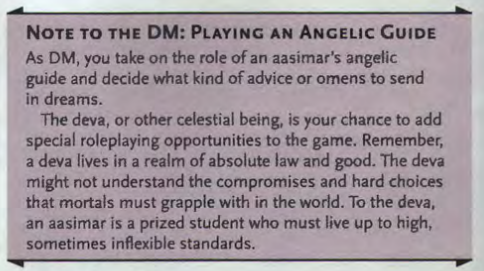 NOTE TO THE DM: PLAYING AN ANGELIC GUIDE
As DM, you take on the role of an aasimar's angelic
guide and decide what kind of advice or omens to send
in dreams.
The deva, or other celestial being, is your chance to add
special roleplaying opportunities to the game. Remember,
a deva lives in a realm of absolute law and good. The deva
might not understand the compromises and hard choices
that mortals must grapple with in the world. To the deva,
an aasimar is a prized student who must live up to high,
sometimes inflexible standards.